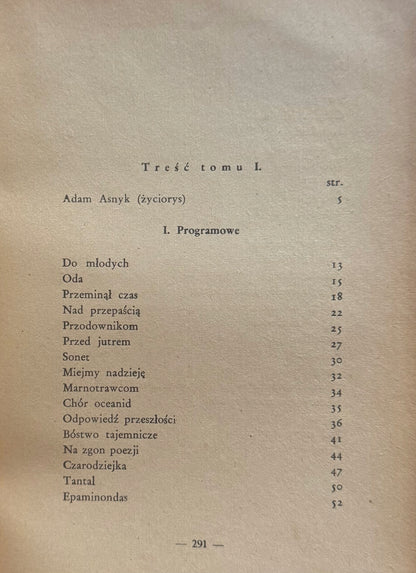 Treść tomu I.
str.
Adam Asnyk (życiorys) 5
I. Programowe
Do młodych 13
Oda 15
Przeminął czas 18
Nad przepaścią 22
Przodownikom 25
Przed jutrem 27
Sonet 30
Miejmy nadzieję 32
Marnotrawcom 34
Chór oceanid 35
Odpowiedź przeszłości 36
Bóstwo tajemnicze 41
Na zgon poezji 44
Czarodziejka 47
Tantal 50
Epaminondas 52
— 291 —